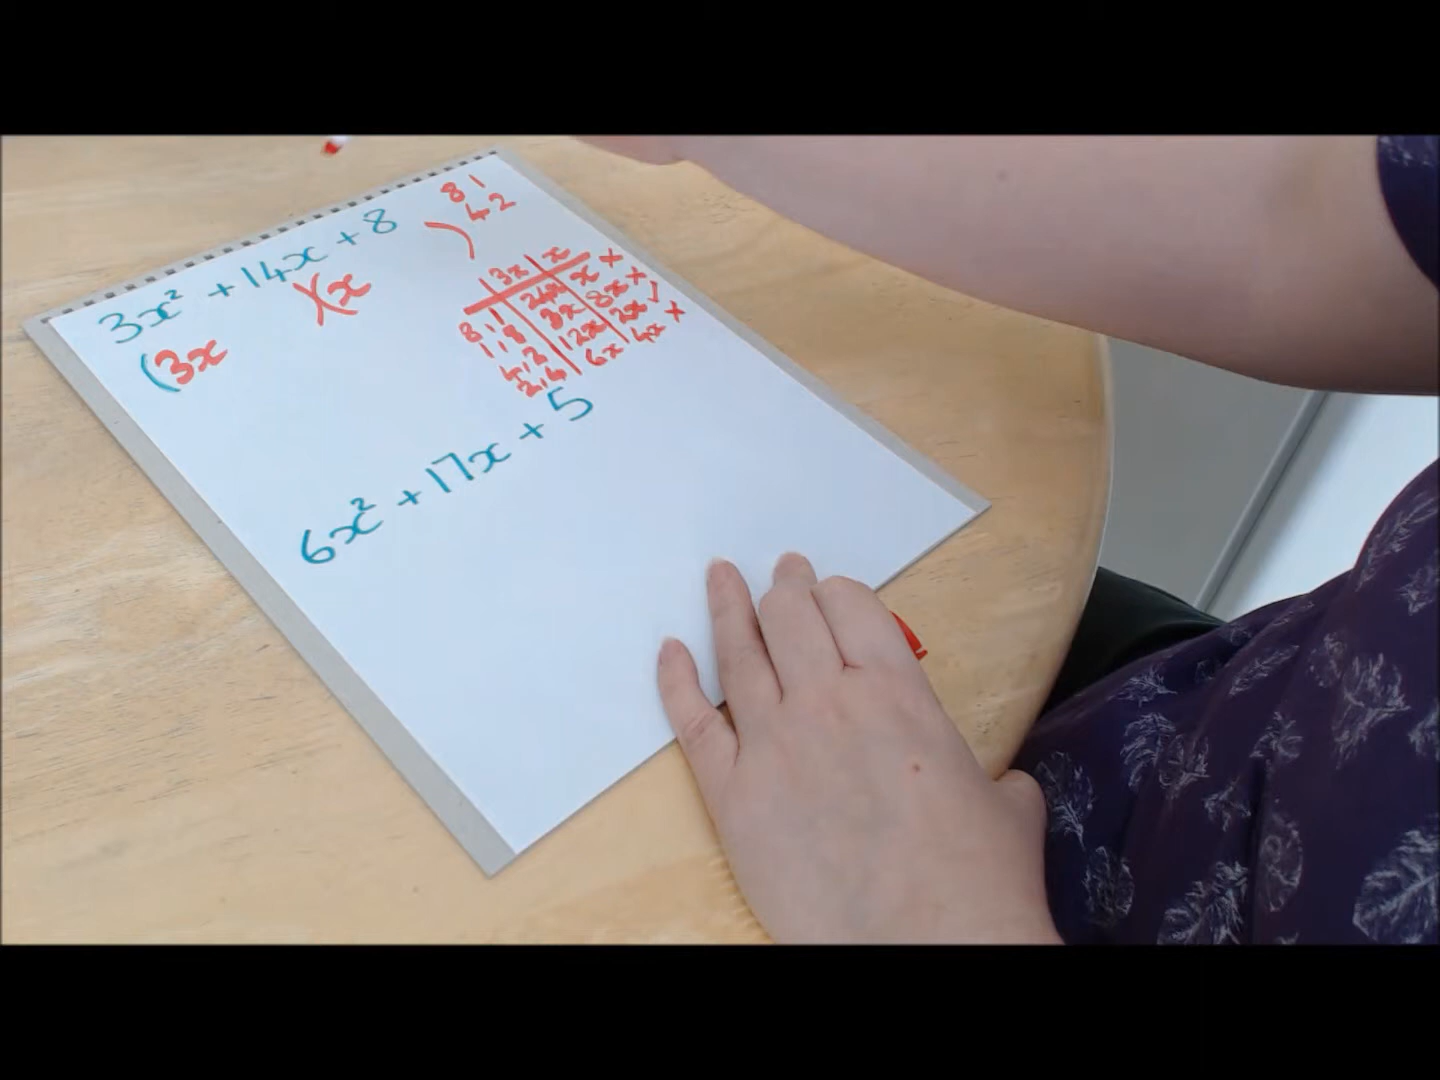 3x² + 14x + 8
(3x )(x )
8 1
4 2
3x x
8 , 1 24x x ×
1 , 8 3x 8x ×
4 , 2 12x 2x ✓
2 , 4 6x 4x ×
6x² + 17x + 5